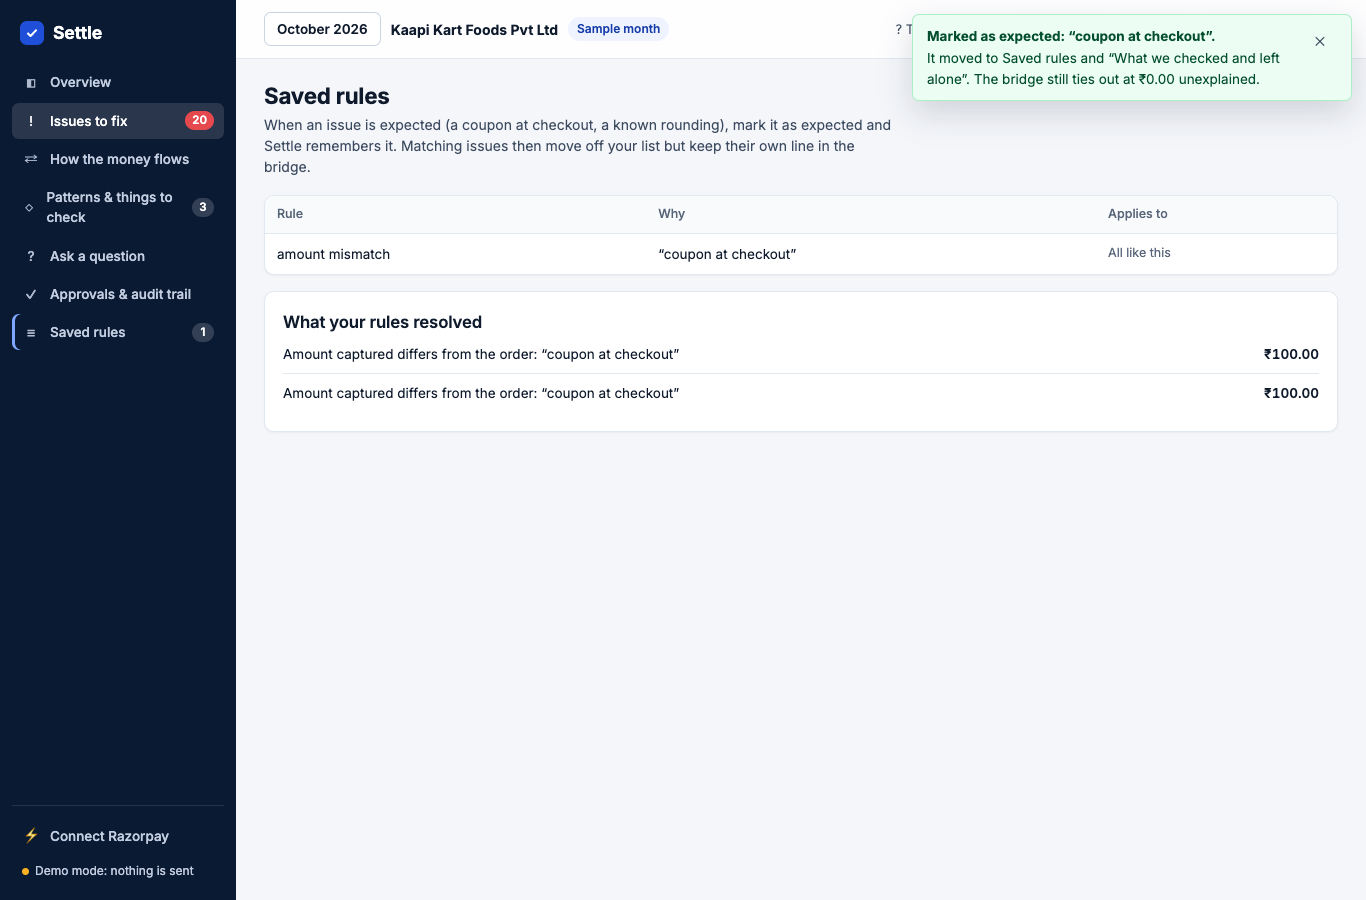 Settle
Overview
! Issues to fix 20
How the money flows
Patterns & things to
check
3
? Ask a question
Approvals & audit trail
Saved rules 1
Connect Razorpay
Demo mode: nothing is sent
October 2026 Kaapi Kart Foods Pvt Ltd Sample month
? T
Marked as expected: “coupon at checkout”.
It moved to Saved rules and “What we checked and left
alone”. The bridge still ties out at ₹0.00 unexplained.
Saved rules
When an issue is expected (a coupon at checkout, a known rounding), mark it as expected and
Settle remembers it. Matching issues then move off your list but keep their own line in the
bridge.
Rule Why Applies to
amount mismatch “coupon at checkout” All like this
What your rules resolved
Amount captured differs from the order: “coupon at checkout” ₹100.00
Amount captured differs from the order: “coupon at checkout” ₹100.00